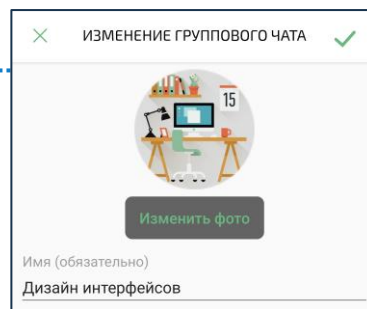 ИЗМЕНЕНИЕ ГРУППОВОГО ЧАТА
15
Изменить фото
Имя (обязательно)
Дизайн интерфейсов